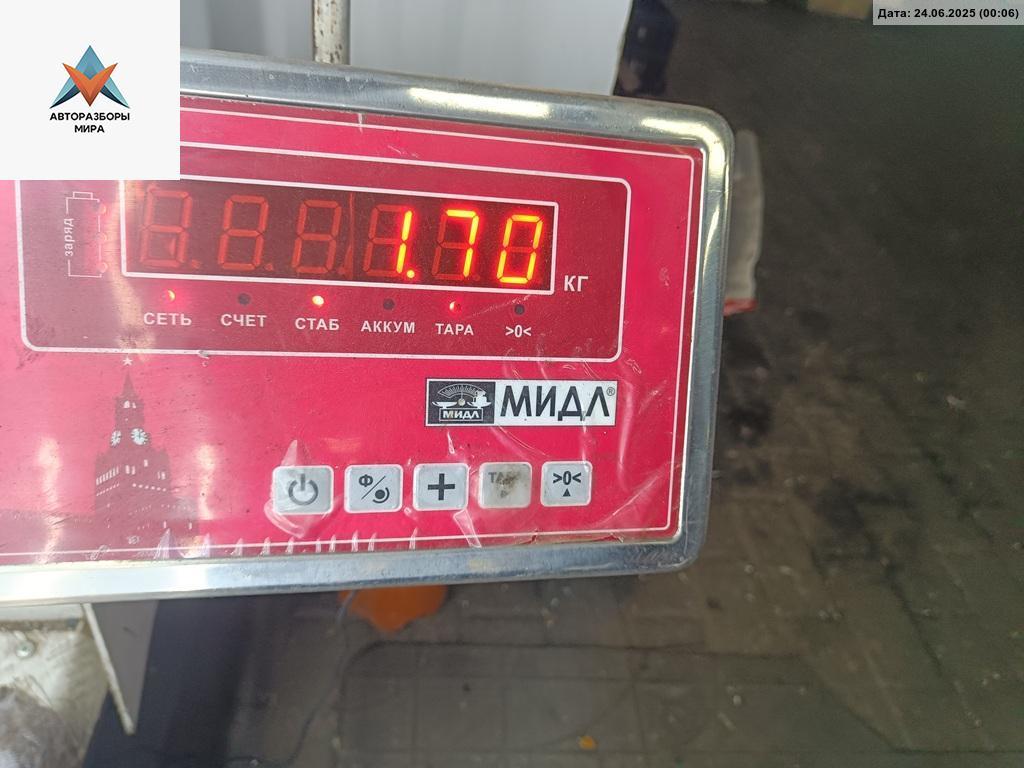 Дата: 24.06.2025 (00:06)
АВТОРАЗБОРЫ
МИРА
заряд
1.70
КГ
СЕТЬ СЧЕТ СТАБ АККУМ ТАРА >0<
МИДЛ МИДЛ®
Ф + >0<